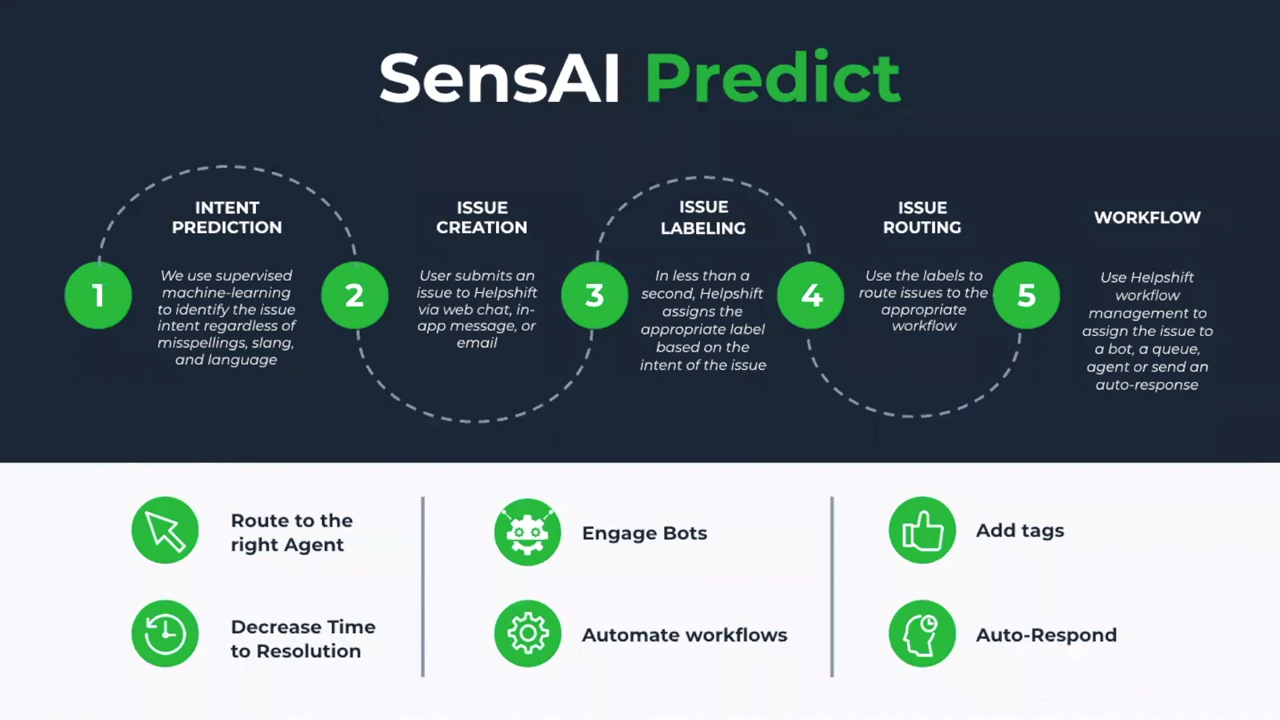 SensAI Predict
1
INTENT
PREDICTION
We use supervised
machine-learning
to identify the issue
intent regardless of
misspellings, slang,
and language
2
ISSUE
CREATION
User submits an
issue to Helpshift
via web chat, in-
app message, or
email
3
ISSUE
LABELING
In less than a
second, Helpshift
assigns the
appropriate label
based on the
intent of the issue
4
ISSUE
ROUTING
Use the labels to
route issues to the
appropriate
workflow
5
WORKFLOW
Use Helpshift
workflow
management to
assign the issue to
a bot, a queue,
agent or send an
auto-response
Route to the
right Agent
Decrease Time
to Resolution
Engage Bots
Automate workflows
Add tags
Auto-Respond